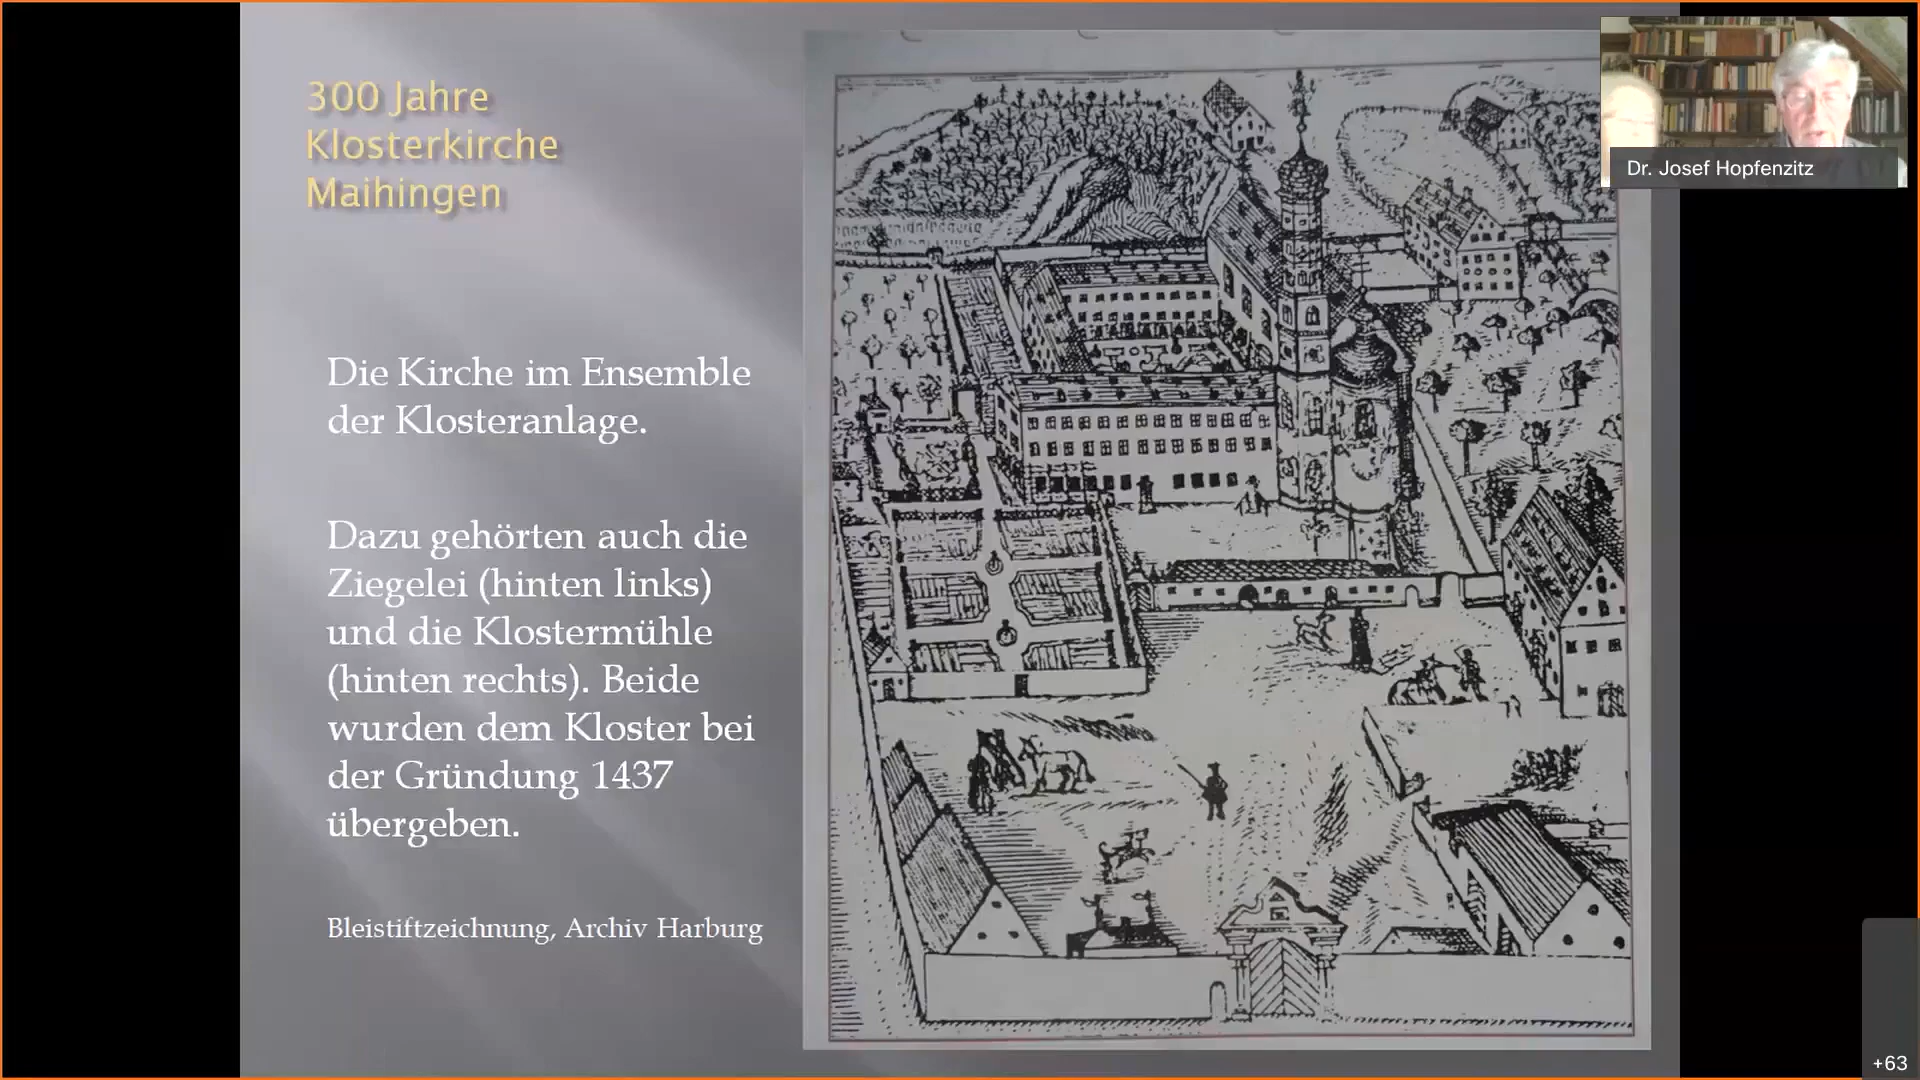 300 Jahre
Klosterkirche
Maihingen
Die Kirche im Ensemble
der Klosteranlage.
Dazu gehörten auch die
Ziegelei (hinten links)
und die Klostermühle
(hinten rechts). Beide
wurden dem Kloster bei
der Gründung 1437
übergeben.
Bleistiftzeichnung, Archiv Harburg
Dr. Josef Hopfenzitz
+63